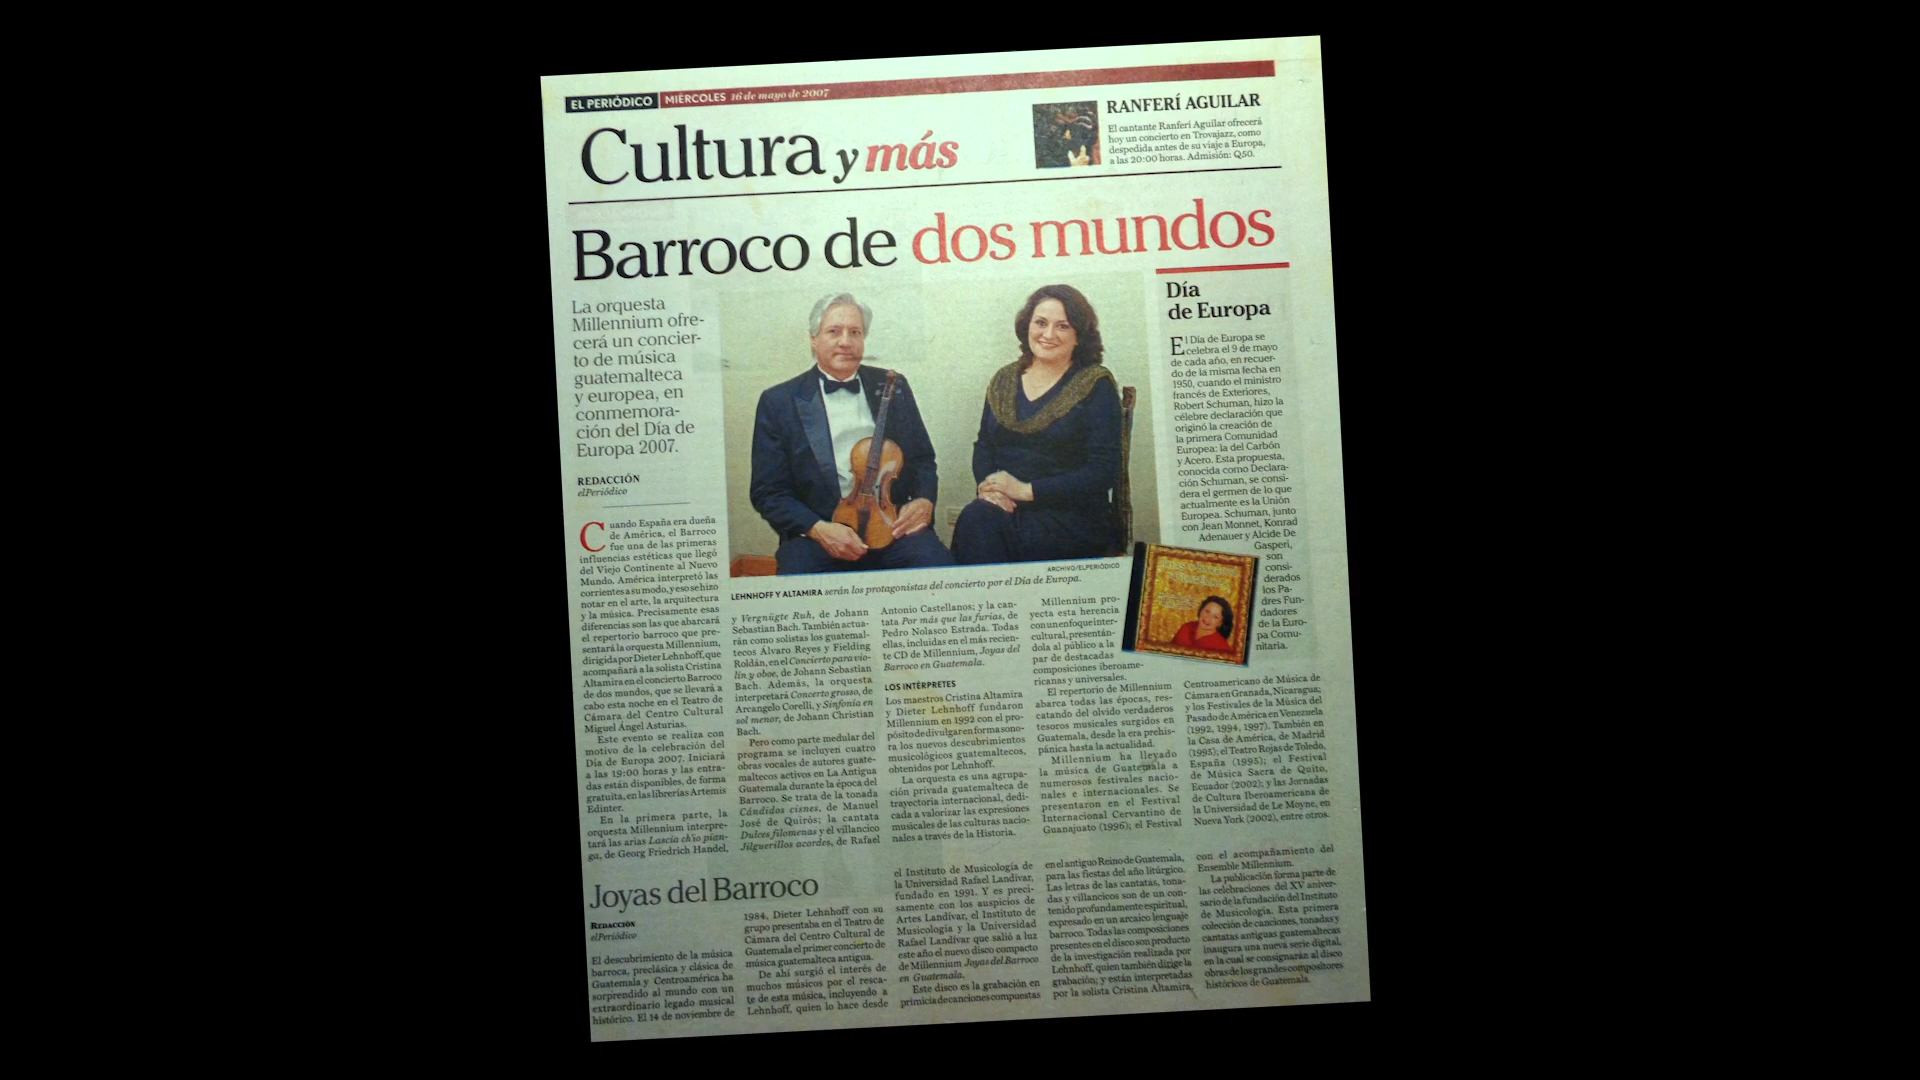 EL PERIÓDICO MIÉRCOLES 16 de mayo de 2007
Cultura y más
RANFERÍ AGUILAR
El cantante Ranferí Aguilar ofrecerá
hoy un concierto en Trovajazz, como
despedida antes de su viaje a Europa,
a las 20:00 horas. Admisión: Q50.
Barroco de dos mundos
La orquesta
Millennium ofre-
cerá un concier-
to de música
guatemalteca
y europea, en
conmemora-
ción del Día de
Europa 2007.
REDACCIÓN
elPeriódico
Cuando España era dueña
de América, el Barroco
fue una de las primeras
influencias estéticas que llegó
del Viejo Continente al Nuevo
Mundo. América interpretó las
corrientes a su modo, y eso se hizo
notar en el arte, la arquitectura
y la música. Precisamente esas
diferencias son las que abarcará
el repertorio barroco que pre-
sentará la orquesta Millennium,
dirigida por Dieter Lehnhoff, que
acompañará a la solista Cristina
Altamira en el concierto Barroco
de dos mundos, que se llevará a
cabo esta noche en el Teatro de
Cámara del Centro Cultural
Miguel Ángel Asturias.
Este evento se realiza con
motivo de la celebración del
Día de Europa 2007. Iniciará
a las 19:00 horas y las entra-
das están disponibles, de forma
gratuita, en las librerías Artemis
Edinter.
En la primera parte, la
orquesta Millennium interpre-
tará las arias Lascia ch'io pian-
ga, de Georg Friedrich Handel,
ARCHIVO/ELPERIÓDICO
LEHNHOFF Y ALTAMIRA serán los protagonistas del concierto por el Día de Europa.
y Vergnügte Ruh, de Johann
Sebastian Bach. También actua-
rán como solistas los guatemal-
tecos Álvaro Reyes y Fielding
Roldán, en el Concierto para vio-
lín y oboe, de Johann Sebastian
Bach. Además, la orquesta
interpretará Concerto grosso, de
Arcangelo Corelli, y Sinfonía en
sol menor, de Johann Christian
Bach.
Pero como parte medular del
programa se incluyen cuatro
obras vocales de autores guate-
maltecos activos en La Antigua
Guatemala durante la época del
Barroco. Se trata de la tonada
Cándidos cisnes, de Manuel
José de Quirós; la cantata
Dulces filomenas y el villancico
Jilguerillos acordes, de Rafael
Antonio Castellanos; y la can-
tata Por más que las furias, de
Pedro Nolasco Estrada. Todas
ellas, incluidas en el más recien-
te CD de Millennium, Joyas del
Barroco en Guatemala.
LOS INTÉRPRETES
Los maestros Cristina Altamira
y Dieter Lehnhoff fundaron
Millennium en 1992 con el pro-
pósito de divulgar en forma sono-
ra los nuevos descubrimientos
musicológicos guatemaltecos,
obtenidos por Lehnhoff.
La orquesta es una agrupa-
ción privada guatemalteca de
trayectoria internacional, dedi-
cada a valorizar las expresiones
musicales de las culturas nacio-
nales a través de la Historia.
Millennium pro-
yecta esta herencia
con un enfoque inter-
cultural, presentán-
dola al público a la
par de destacadas
composiciones iberoame-
ricanas y universales.
El repertorio de Millennium
abarca todas las épocas, res-
catando del olvido verdaderos
tesoros musicales surgidos en
Guatemala, desde la era prehis-
pánica hasta la actualidad.
Millennium ha llevado
la música de Guatemala a
numerosos festivales nacio-
nales e internacionales. Se
presentaron en el Festival
Internacional Cervantino de
Guanajuato (1996); el Festival
Centroamericano de Música de
Cámara en Granada, Nicaragua;
y los Festivales de la Música del
Pasado de América en Venezuela
(1992, 1994, 1997). También en
la Casa de América, de Madrid
(1995); el Teatro Rojas de Toledo,
España (1995); el Festival
de Música Sacra de Quito,
Ecuador (2002); y las Jornadas
de Cultura Iberoamericana de
la Universidad de Le Moyne, en
Nueva York (2002), entre otros.
Día
de Europa
El Día de Europa se
celebra el 9 de mayo
de cada año, en recuer-
do de la misma fecha en
1950, cuando el ministro
francés de Exteriores,
Robert Schuman, hizo la
célebre declaración que
originó la creación de
la primera Comunidad
Europea: la del Carbón
y Acero. Esta propuesta,
conocida como Declara-
ción Schuman, se consi-
dera el germen de lo que
actualmente es la Unión
Europea. Schuman, junto
con Jean Monnet, Konrad
Adenauer y Alcide De
Gasperi,
son
consi-
derados
los Pa-
dres Fun-
dadores
de la Euro-
pa Comu-
nitaria.
Joyas del Barroco
REDACCIÓN
elPeriódico
El descubrimiento de la música
barroca, preclásica y clásica de
Guatemala y Centroamérica ha
sorprendido al mundo con un
extraordinario legado musical
histórico. El 14 de noviembre de
1984, Dieter Lehnhoff con su
grupo presentaba en el Teatro de
Cámara del Centro Cultural de
Guatemala el primer concierto de
música guatemalteca antigua.
De ahí surgió el interés de
muchos músicos por el resca-
te de esta música, incluyendo a
Lehnhoff, quien lo hace desde
el Instituto de Musicología de
la Universidad Rafael Landívar,
fundado en 1991. Y es preci-
samente con los auspicios de
Artes Landívar, el Instituto de
Musicología y la Universidad
Rafael Landívar que salió a luz
este año el nuevo disco compacto
de Millennium Joyas del Barroco
en Guatemala.
Este disco es la grabación en
primicia de canciones compuestas
en el antiguo Reino de Guatemala,
para las fiestas del año litúrgico.
Las letras de las cantatas, tona-
das y villancicos son de un con-
tenido profundamente espiritual,
expresado en un arcaico lenguaje
barroco. Todas las composiciones
presentes en el disco son producto
de la investigación realizada por
Lehnhoff, quien también dirige la
grabación; y están interpretadas
por la solista Cristina Altamira,
con el acompañamiento del
Ensemble Millennium.
La publicación forma parte de
las celebraciones del XV aniver-
sario de la fundación del Instituto
de Musicología. Esta primera
colección de canciones, tonadas y
cantatas antiguas guatemaltecas
inaugura una nueva serie digital,
en la cual se consignarán al disco
obras de los grandes compositores
históricos de Guatemala.